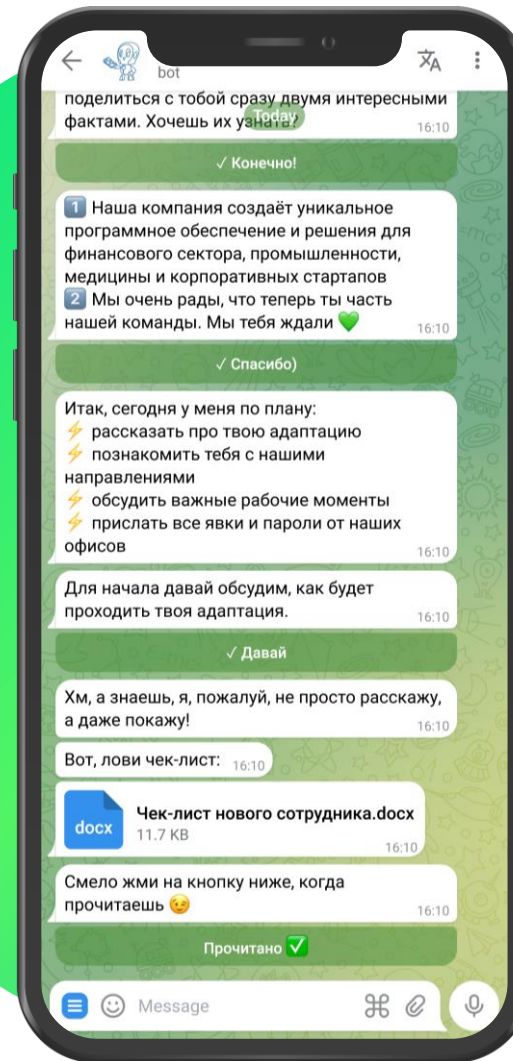 bot
поделиться с тобой сразу двумя интересными
фактами. Хочешь их узнать?
Today
16:10
✓ Конечно!
1️⃣ Наша компания создаёт уникальное
программное обеспечение и решения для
финансового сектора, промышленности,
медицины и корпоративных стартапов
2️⃣ Мы очень рады, что теперь ты часть
нашей команды. Мы тебя ждали 💚
16:10
✓ Спасибо)
Итак, сегодня у меня по плану:
⚡ рассказать про твою адаптацию
⚡ познакомить тебя с нашими
направлениями
⚡ обсудить важные рабочие моменты
⚡ прислать все явки и пароли от наших
офисов
16:10
Для начала давай обсудим, как будет
проходить твоя адаптация.
16:10
✓ Давай
Хм, а знаешь, я, пожалуй, не просто расскажу,
а даже покажу!
16:10
Вот, лови чек-лист: 16:10
docx
Чек-лист нового сотрудника.docx
11.7 KB
16:10
Смело жми на кнопку ниже, когда
прочитаешь 😉
16:10
Прочитано ✅
Message